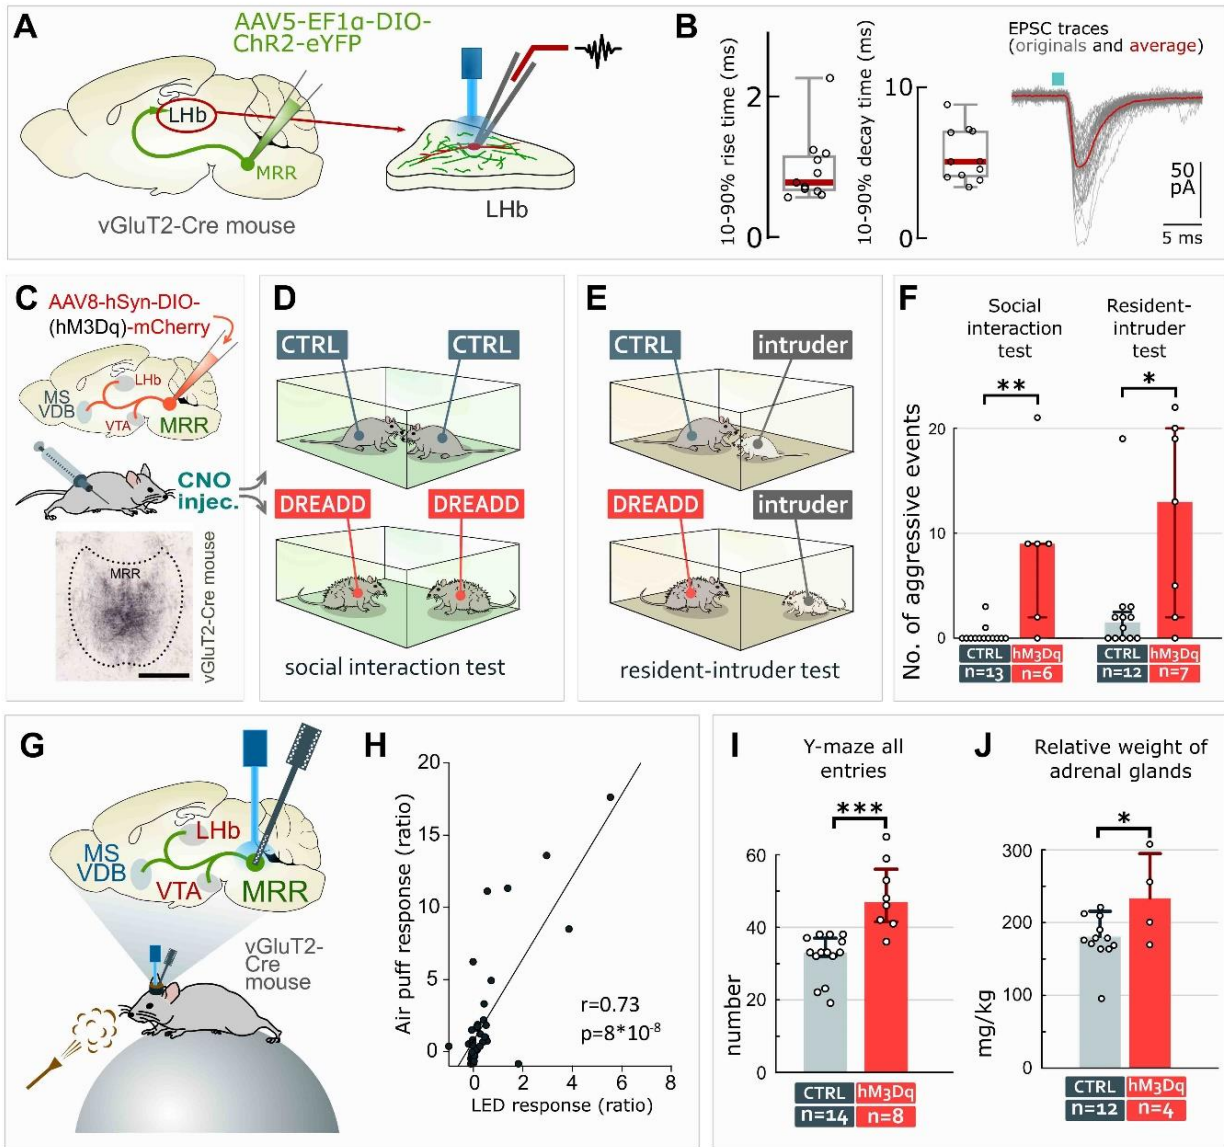 A
AAV5-EF1α-DIO-
ChR2-eYFP
LHb
MRR
vGluT2-Cre mouse
LHb
B
10-90% rise time (ms)
2
0
10-90% decay time (ms)
10
0
EPSC traces
(originals and average)
50
pA
5 ms
C
AAV8-hSyn-DIO-
(hM3Dq)-mCherry
LHb
MS
VDB
VTA
MRR
CNO
injec.
MRR
vGluT2-Cre mouse
D
CTRL
CTRL
DREADD
DREADD
social interaction test
E
CTRL
intruder
DREADD
intruder
resident-intruder test
F
Social
interaction
test
Resident-
intruder
test
**
*
No. of aggressive events
20
10
0
CTRL
n=13
hM3Dq
n=6
CTRL
n=12
hM3Dq
n=7
G
LHb
MS
VDB
VTA
MRR
vGluT2-
Cre
mouse
H
Air puff response (ratio)
20
15
10
5
0
r=0.73
p=8*10⁻⁸
0 2 4 6 8
LED response (ratio)
I
Y-maze all
entries
***
number
60
40
20
0
CTRL
n=14
hM3Dq
n=8
J
Relative weight of
adrenal glands
*
mg/kg
300
200
100
0
CTRL
n=12
hM3Dq
n=4